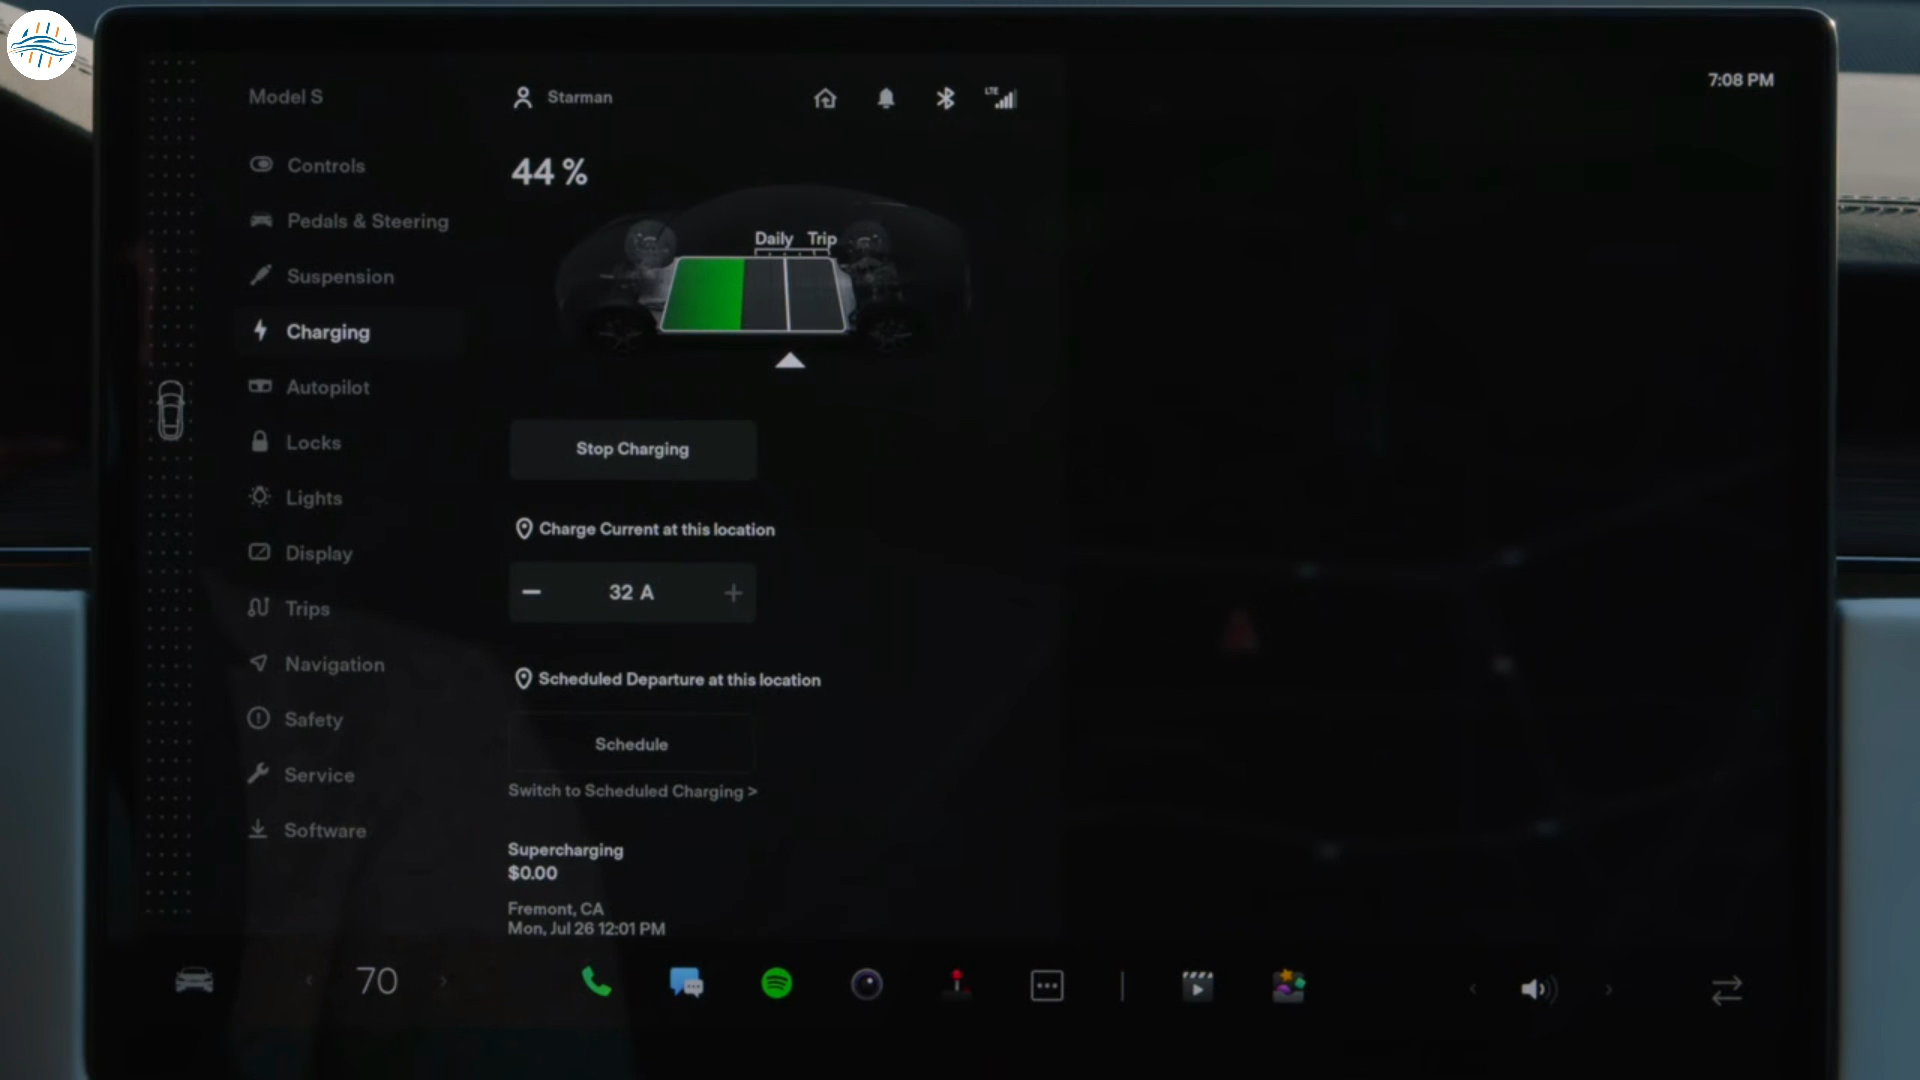 Model S
Starman
LTE
7:08 PM
44 %
Daily Trip
Controls
Pedals & Steering
Suspension
Charging
Autopilot
Locks
Lights
Display
Trips
Navigation
Safety
Service
Software
Stop Charging
Charge Current at this location
− 32 A +
Scheduled Departure at this location
Schedule
Switch to Scheduled Charging >
Supercharging
$0.00
Fremont, CA
Mon, Jul 26 12:01 PM
70